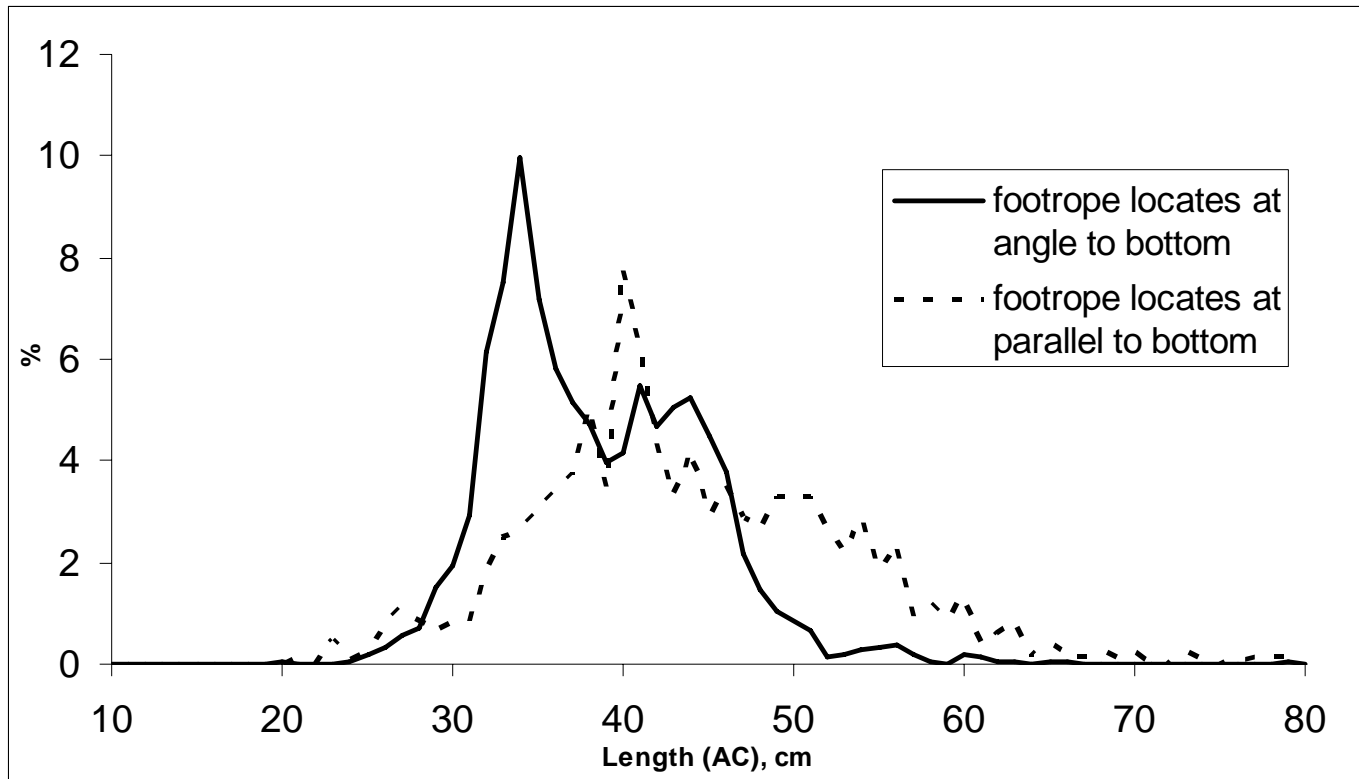 12
10
8
6
4
2
0
%
footrope locates at
angle to bottom
footrope locates at
parallel to bottom
10 20 30 40 50 60 70 80
Length (AC), cm